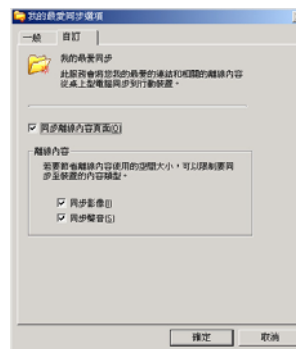 我的最愛同步選項
一般
自訂
我的最愛同步
此服務會將您我的最愛的連結和相關的離線內容
從桌上型電腦同步到行動裝置。
同步離線內容頁面(O)
離線內容
若要節省離線內容使用的空間大小，可以限制要同
步至裝置的內容類型。
同步影像(I)
同步聲音(S)
確定
取消